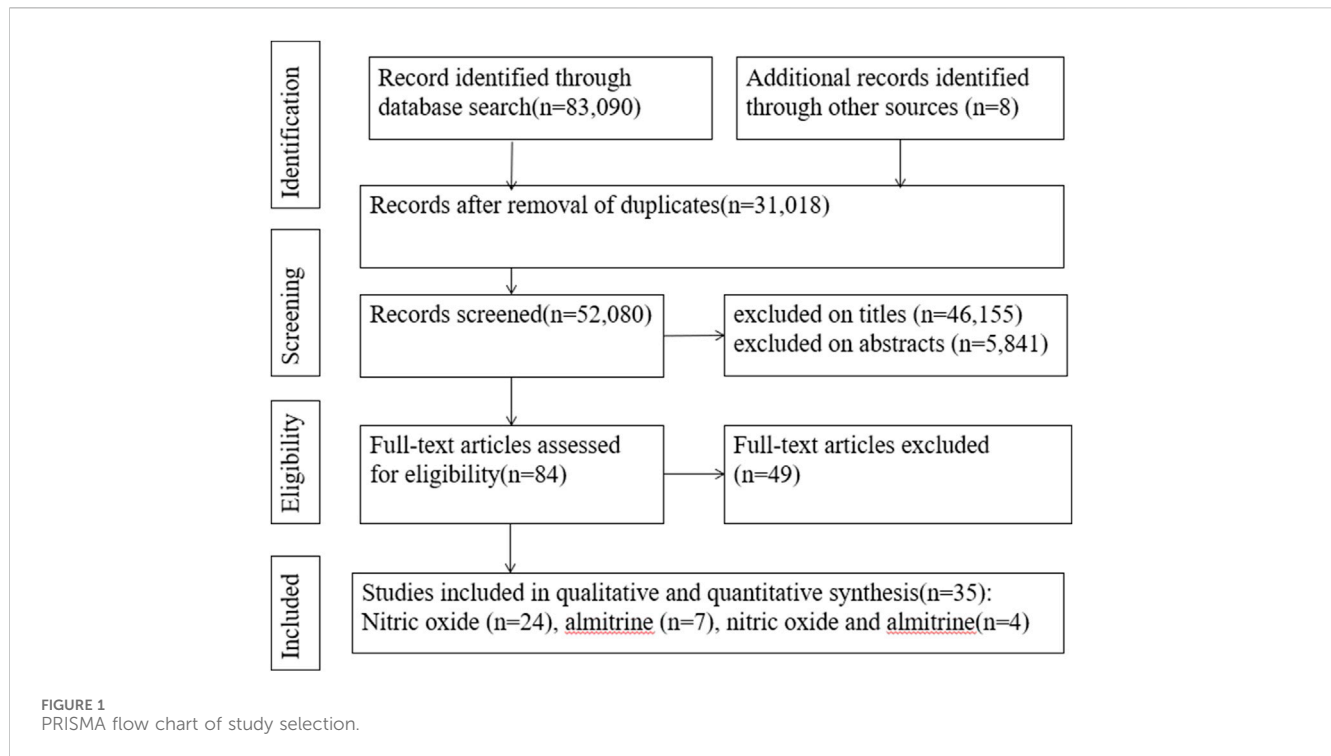 Identification
Record identified through
database search(n=83,090)
Additional records identified
through other sources (n=8)
Records after removal of duplicates(n=31,018)
Screening
Records screened(n=52,080)
excluded on titles (n=46,155)
excluded on abstracts (n=5,841)
Eligibility
Full-text articles assessed
for eligibility(n=84)
Full-text articles excluded
(n=49)
Included
Studies included in qualitative and quantitative synthesis(n=35):
Nitric oxide (n=24), almitrine (n=7), nitric oxide and almitrine(n=4)
FIGURE 1
PRISMA flow chart of study selection.